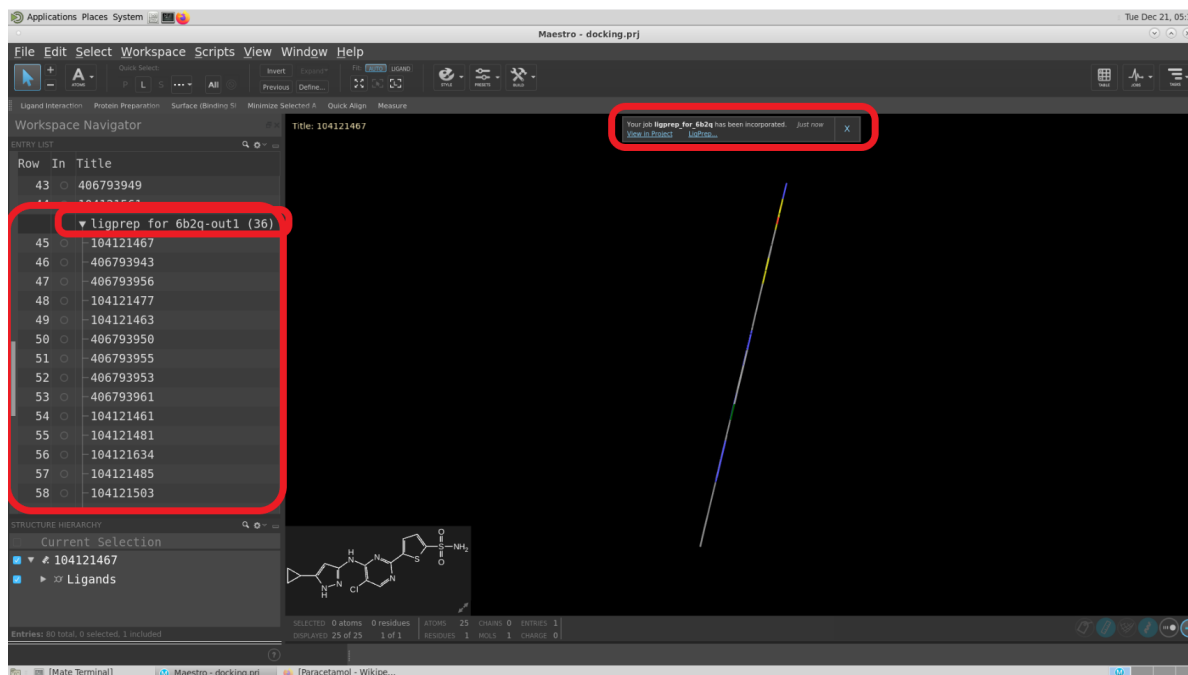 Applications Places System
Tue Dec 21, 05:
Maestro - docking.prj
File Edit Select Workspace Scripts View Window Help
Quick Select:
Invert Expand*
Fit: AUTO LIGAND
+
−
A
ATOMS
P L S All
Previous Define...
STYLE
PRESETS
BUILD
TABLE
JOBS
TASKS
Ligand Interaction Protein Preparation Surface (Binding Si Minimize Selected A Quick Align Measure
Workspace Navigator
Title: 104121467
Your job ligprep_for_6b2q has been incorporated. Just now
View in Project LigPrep...
X
ENTRY LIST
Row In Title
43 406793949
44 104121561
ligprep for 6b2q-out1 (36)
45 104121467
46 406793943
47 406793956
48 104121477
49 104121463
50 406793950
51 406793955
52 406793953
53 406793961
54 104121461
55 104121481
56 104121634
57 104121485
58 104121503
STRUCTURE HIERARCHY
Current Selection
104121467
Ligands
O
H
N
N
S
NH2
S
O
N
N
H
Cl
N
SELECTED 0 atoms 0 residues ATOMS 25 CHAINS 0 ENTRIES 1
DISPLAYED 25 of 25 1 of 1 RESIDUES 1 MOLS 1 CHARGE 0
Entries: 80 total, 0 selected, 1 included
[Mate Terminal]
Maestro - docking.prj
[Paracetamol - Wikipe...